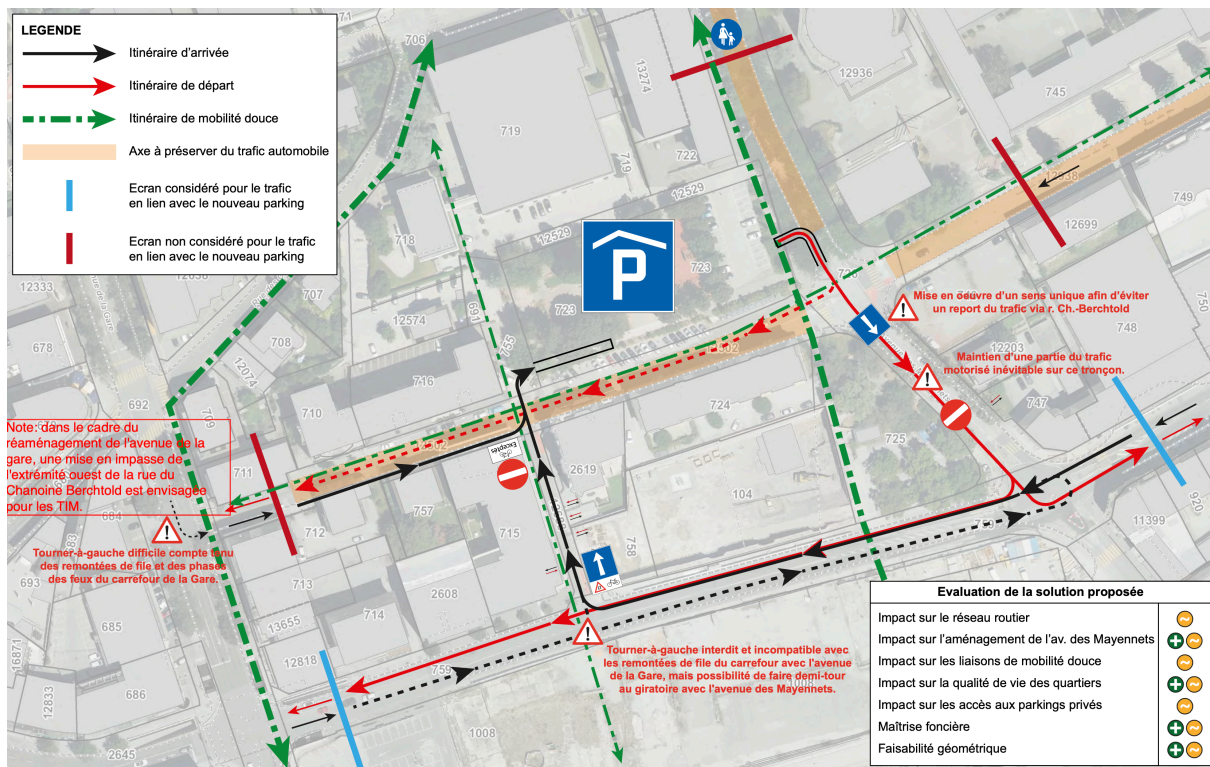 LEGENDE
Itinéraire d'arrivée
Itinéraire de départ
Itinéraire de mobilité douce
Axe à préserver du trafic automobile
Ecran considéré pour le trafic
en lien avec le nouveau parking
Ecran non considéré pour le trafic
en lien avec le nouveau parking
706
13274
12936
745
719
719
722
12529
12938
749
12699
718
12529
723
723
P
12333
707
12574
691
755
750
Mise en oeuvre d'un sens unique afin d'éviter
un report du trafic via r. Ch.-Berchtold
748
678
708
12074
716
12203
Maintien d'une partie du trafic
motorisé inévitable sur ce tronçon.
692
709
710
724
747
Note: dans le cadre du
réaménagement de l'avenue de la
gare, une mise en impasse de
l'extrémité ouest de la rue du
Chanoine Berchtold est envisagée
pour les TIM.
711
Exceptés
725
2619
684
712
757
104
920
715
758
11399
Tourner-à-gauche difficile compte tenu
des remontées de file et des phases
des feux du carrefour de la Gare.
693
713
2608
714
13655
685
16871
12818
686
12833
759
1008
1008
2645
Tourner-à-gauche interdit et incompatible avec
les remontées de file du carrefour avec l'avenue
de la Gare, mais possibilité de faire demi-tour
au giratoire avec l'avenue des Mayennets.
Evaluation de la solution proposée
Impact sur le réseau routier
Impact sur l'aménagement de l'av. des Mayennets
Impact sur les liaisons de mobilité douce
Impact sur la qualité de vie des quartiers
Impact sur les accès aux parkings privés
Maîtrise foncière
Faisabilité géométrique